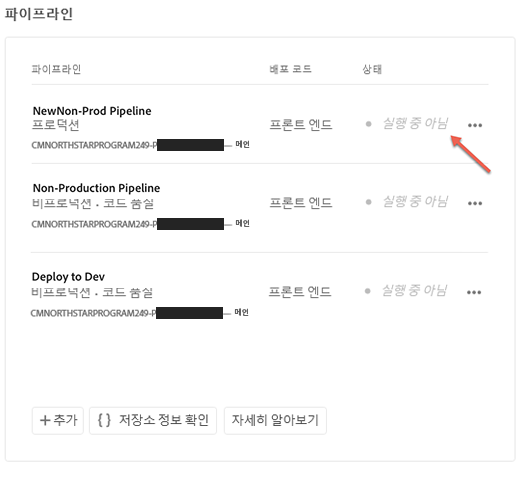 파이프라인
파이프라인 배포 코드 상태
NewNon-Prod Pipeline
프로덕션 프론트 엔드 실행 중 아님
CMNORTHSTARPROGRAM249-P 메인
Non-Production Pipeline
비프로덕션 • 코드 품질 프론트 엔드 실행 중 아님
CMNORTHSTARPROGRAM249-P 메인
Deploy to Dev
비프로덕션 • 코드 품질 프론트 엔드 실행 중 아님
CMNORTHSTARPROGRAM249-P 메인
+ 추가 {} 저장소 정보 확인 자세히 알아보기